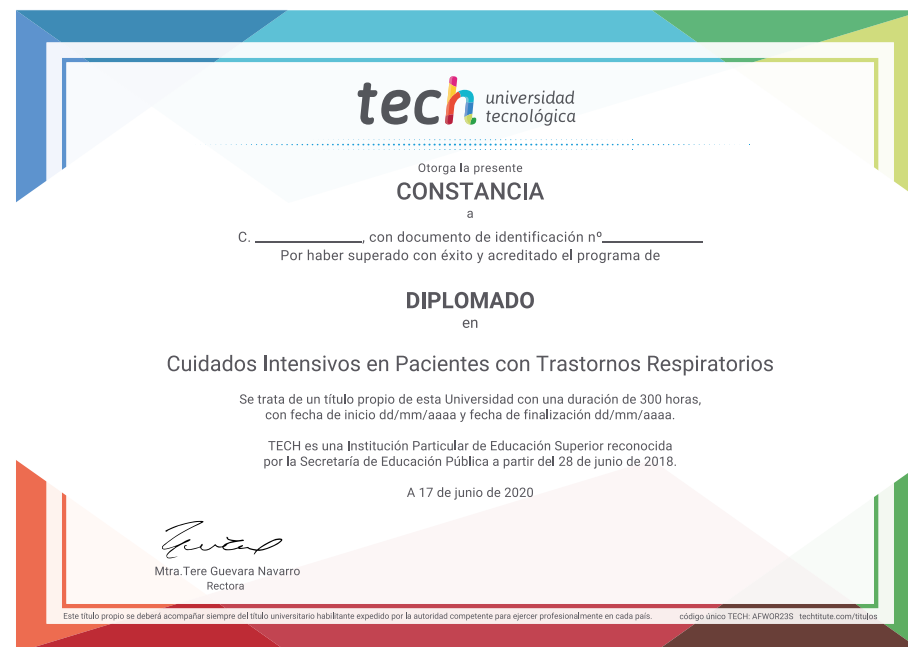 tech universidad
tecnológica
Otorga la presente
CONSTANCIA
a
C. ______________, con documento de identificación nº_____________
Por haber superado con éxito y acreditado el programa de
DIPLOMADO
en
Cuidados Intensivos en Pacientes con Trastornos Respiratorios
Se trata de un título propio de esta Universidad con una duración de 300 horas,
con fecha de inicio dd/mm/aaaa y fecha de finalización dd/mm/aaaa.
TECH es una Institución Particular de Educación Superior reconocida
por la Secretaría de Educación Pública a partir del 28 de junio de 2018.
A 17 de junio de 2020
Mtra.Tere Guevara Navarro
Rectora
Este título propio se deberá acompañar siempre del título universitario habilitante expedido por la autoridad competente para ejercer profesionalmente en cada país. código único TECH: AFWOR23S techtitute.com/titulos